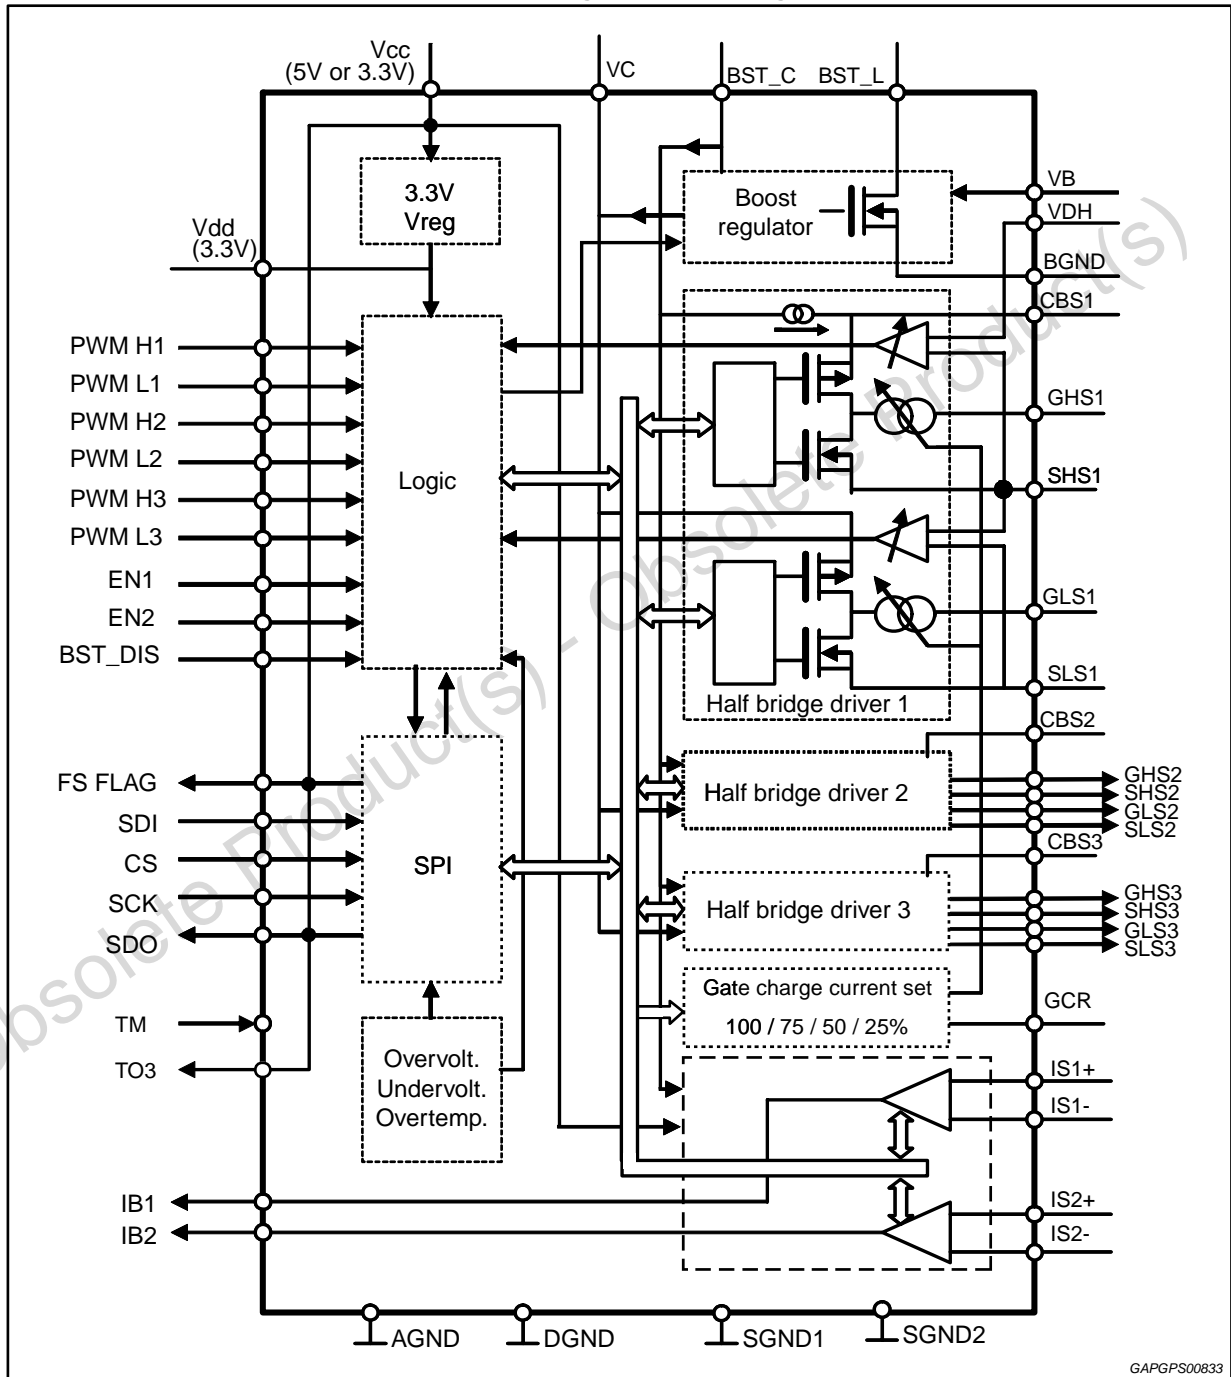 Vcc
(5V or 3.3V)
VC
BST_C
BST_L
3.3V
Vreg
Boost
regulator
VB
VDH
Vdd
(3.3V)
BGND
CBS1
PWM H1
PWM L1
PWM H2
PWM L2
PWM H3
PWM L3
EN1
EN2
BST_DIS
Logic
GHS1
SHS1
GLS1
SLS1
Half bridge driver 1
CBS2
FS FLAG
SDI
CS
SCK
SDO
SPI
Half bridge driver 2
GHS2
SHS2
GLS2
SLS2
CBS3
Half bridge driver 3
GHS3
SHS3
GLS3
SLS3
Gate charge current set
100 / 75 / 50 / 25%
GCR
TM
TO3
Overvolt.
Undervolt.
Overtemp.
IS1+
IS1-
IB1
IB2
IS2+
IS2-
AGND
DGND
SGND1
SGND2
GAPGPS00833
Obsolete Product(s) - Obsolete Product(s)